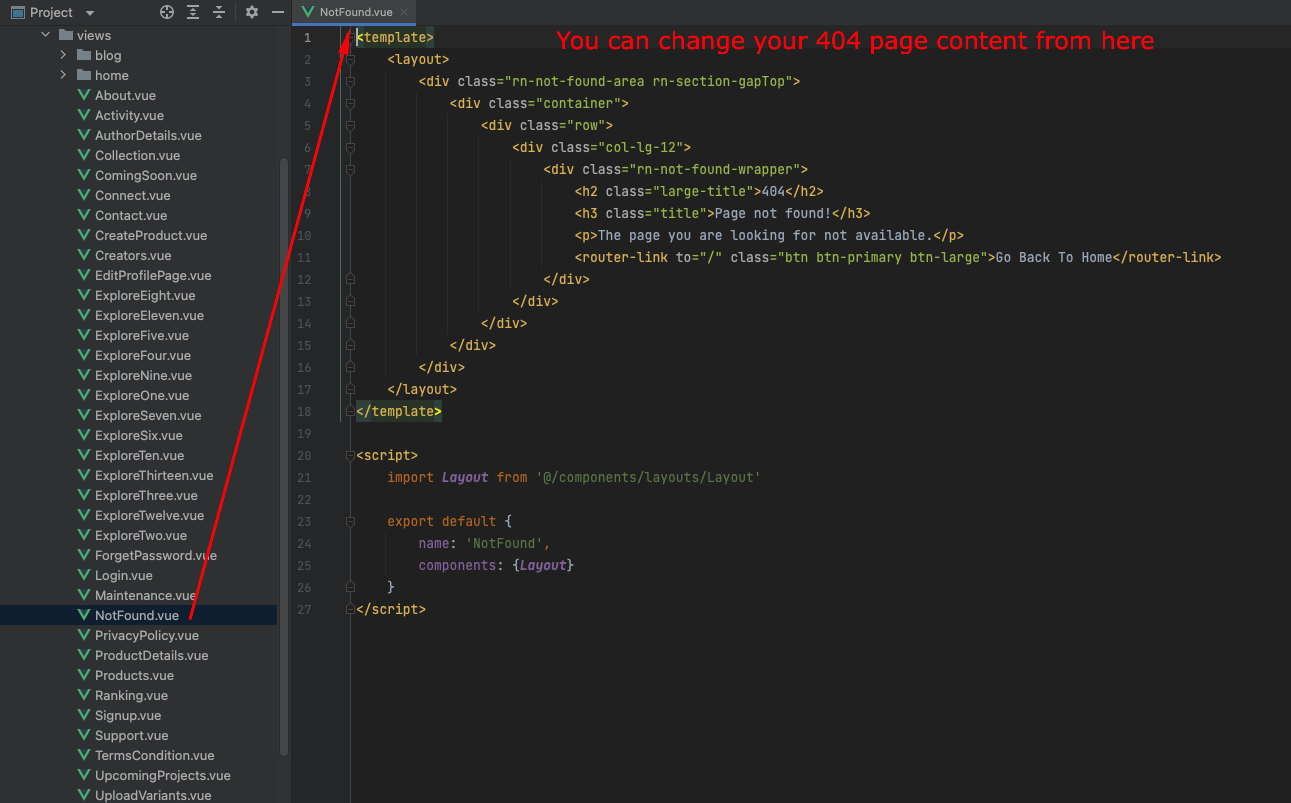 Project
NotFound.vue
views
blog
home
About.vue
Activity.vue
AuthorDetails.vue
Collection.vue
ComingSoon.vue
Connect.vue
Contact.vue
CreateProduct.vue
Creators.vue
EditProfilePage.vue
ExploreEight.vue
ExploreEleven.vue
ExploreFive.vue
ExploreFour.vue
ExploreNine.vue
ExploreOne.vue
ExploreSeven.vue
ExploreSix.vue
ExploreTen.vue
ExploreThirteen.vue
ExploreThree.vue
ExploreTwelve.vue
ExploreTwo.vue
ForgetPassword.vue
Login.vue
Maintenance.vue
NotFound.vue
PrivacyPolicy.vue
ProductDetails.vue
Products.vue
Ranking.vue
Signup.vue
Support.vue
TermsCondition.vue
UpcomingProjects.vue
UploadVariants.vue
You can change your 404 page content from here
1 <template>
2 <layout>
3 <div class="rn-not-found-area rn-section-gapTop">
4 <div class="container">
5 <div class="row">
6 <div class="col-lg-12">
7 <div class="rn-not-found-wrapper">
8 <h2 class="large-title">404</h2>
9 <h3 class="title">Page not found!</h3>
10 <p>The page you are looking for not available.</p>
11 <router-link to="/" class="btn btn-primary btn-large">Go Back To Home</router-link>
12 </div>
13 </div>
14 </div>
15 </div>
16 </div>
17 </layout>
18 </template>
19
20 <script>
21 import Layout from '@/components/layouts/Layout'
22
23 export default {
24 name: 'NotFound',
25 components: {Layout}
26 }
27 </script>